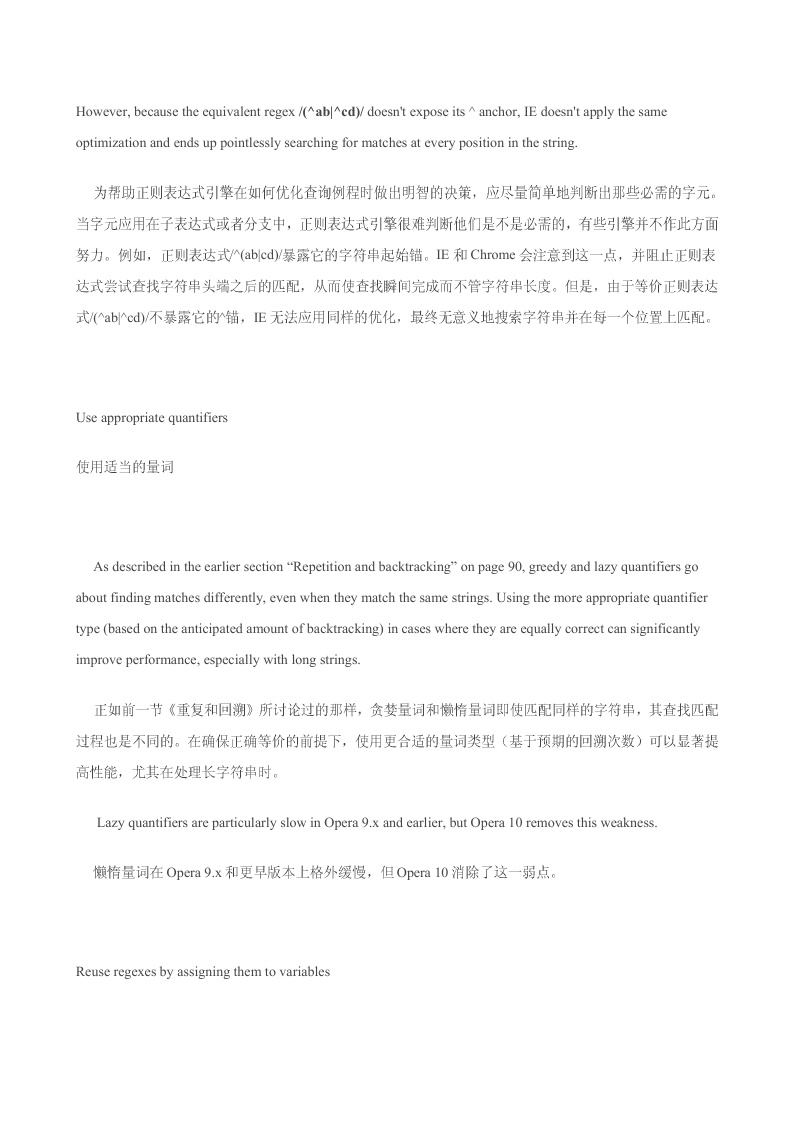 However, because the equivalent regex /(^ab|^cd)/ doesn't expose its ^ anchor, IE doesn't apply the same
optimization and ends up pointlessly searching for matches at every position in the string.
为帮助正则表达式引擎在如何优化查询例程时做出明智的决策，应尽量简单地判断出那些必需的字元。
当字元应用在子表达式或者分支中，正则表达式引擎很难判断他们是不是必需的，有些引擎并不作此方面
努力。例如，正则表达式/^(ab|cd)/暴露它的字符串起始锚。IE 和 Chrome 会注意到这一点，并阻止正则表
达式尝试查找字符串头端之后的匹配，从而使查找瞬间完成而不管字符串长度。但是，由于等价正则表达
式/(^ab|^cd)/不暴露它的^锚，IE 无法应用同样的优化，最终无意义地搜索字符串并在每一个位置上匹配。
Use appropriate quantifiers
使用适当的量词
As described in the earlier section “Repetition and backtracking” on page 90, greedy and lazy quantifiers go
about finding matches differently, even when they match the same strings. Using the more appropriate quantifier
type (based on the anticipated amount of backtracking) in cases where they are equally correct can significantly
improve performance, especially with long strings.
正如前一节《重复和回溯》所讨论过的那样，贪婪量词和懒惰量词即使匹配同样的字符串，其查找匹配
过程也是不同的。在确保正确等价的前提下，使用更合适的量词类型（基于预期的回溯次数）可以显著提
高性能，尤其在处理长字符串时。
Lazy quantifiers are particularly slow in Opera 9.x and earlier, but Opera 10 removes this weakness.
懒惰量词在 Opera 9.x 和更早版本上格外缓慢，但 Opera 10 消除了这一弱点。
Reuse regexes by assigning them to variables